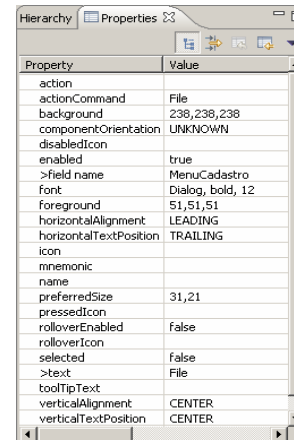 Hierarchy Properties
Property Value
action
actionCommand File
background 238,238,238
componentOrientation UNKNOWN
disabledIcon
enabled true
>field name MenuCadastro
font Dialog, bold, 12
foreground 51,51,51
horizontalAlignment LEADING
horizontalTextPosition TRAILING
icon
mnemonic
name
preferredSize 31,21
pressedIcon
rolloverEnabled false
rolloverIcon
selected false
>text File
toolTipText
verticalAlignment CENTER
verticalTextPosition CENTER